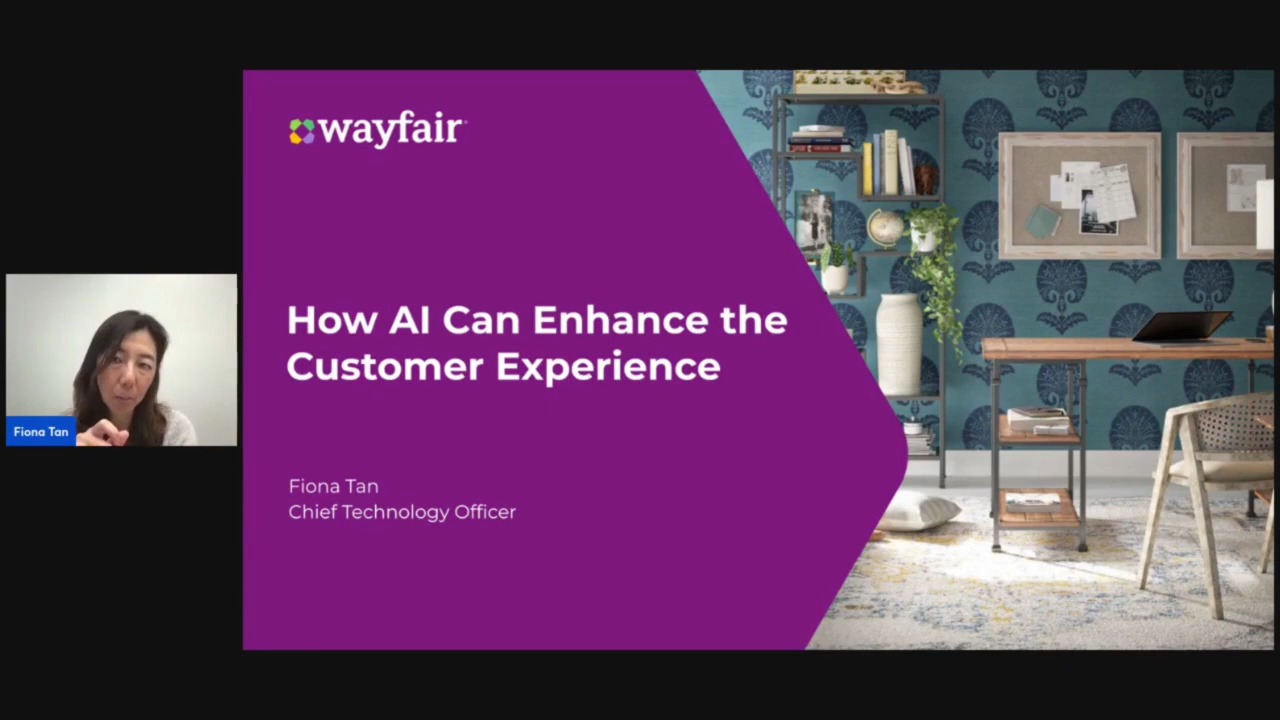 wayfair
How AI Can Enhance the
Customer Experience
Fiona Tan
Chief Technology Officer
Fiona Tan